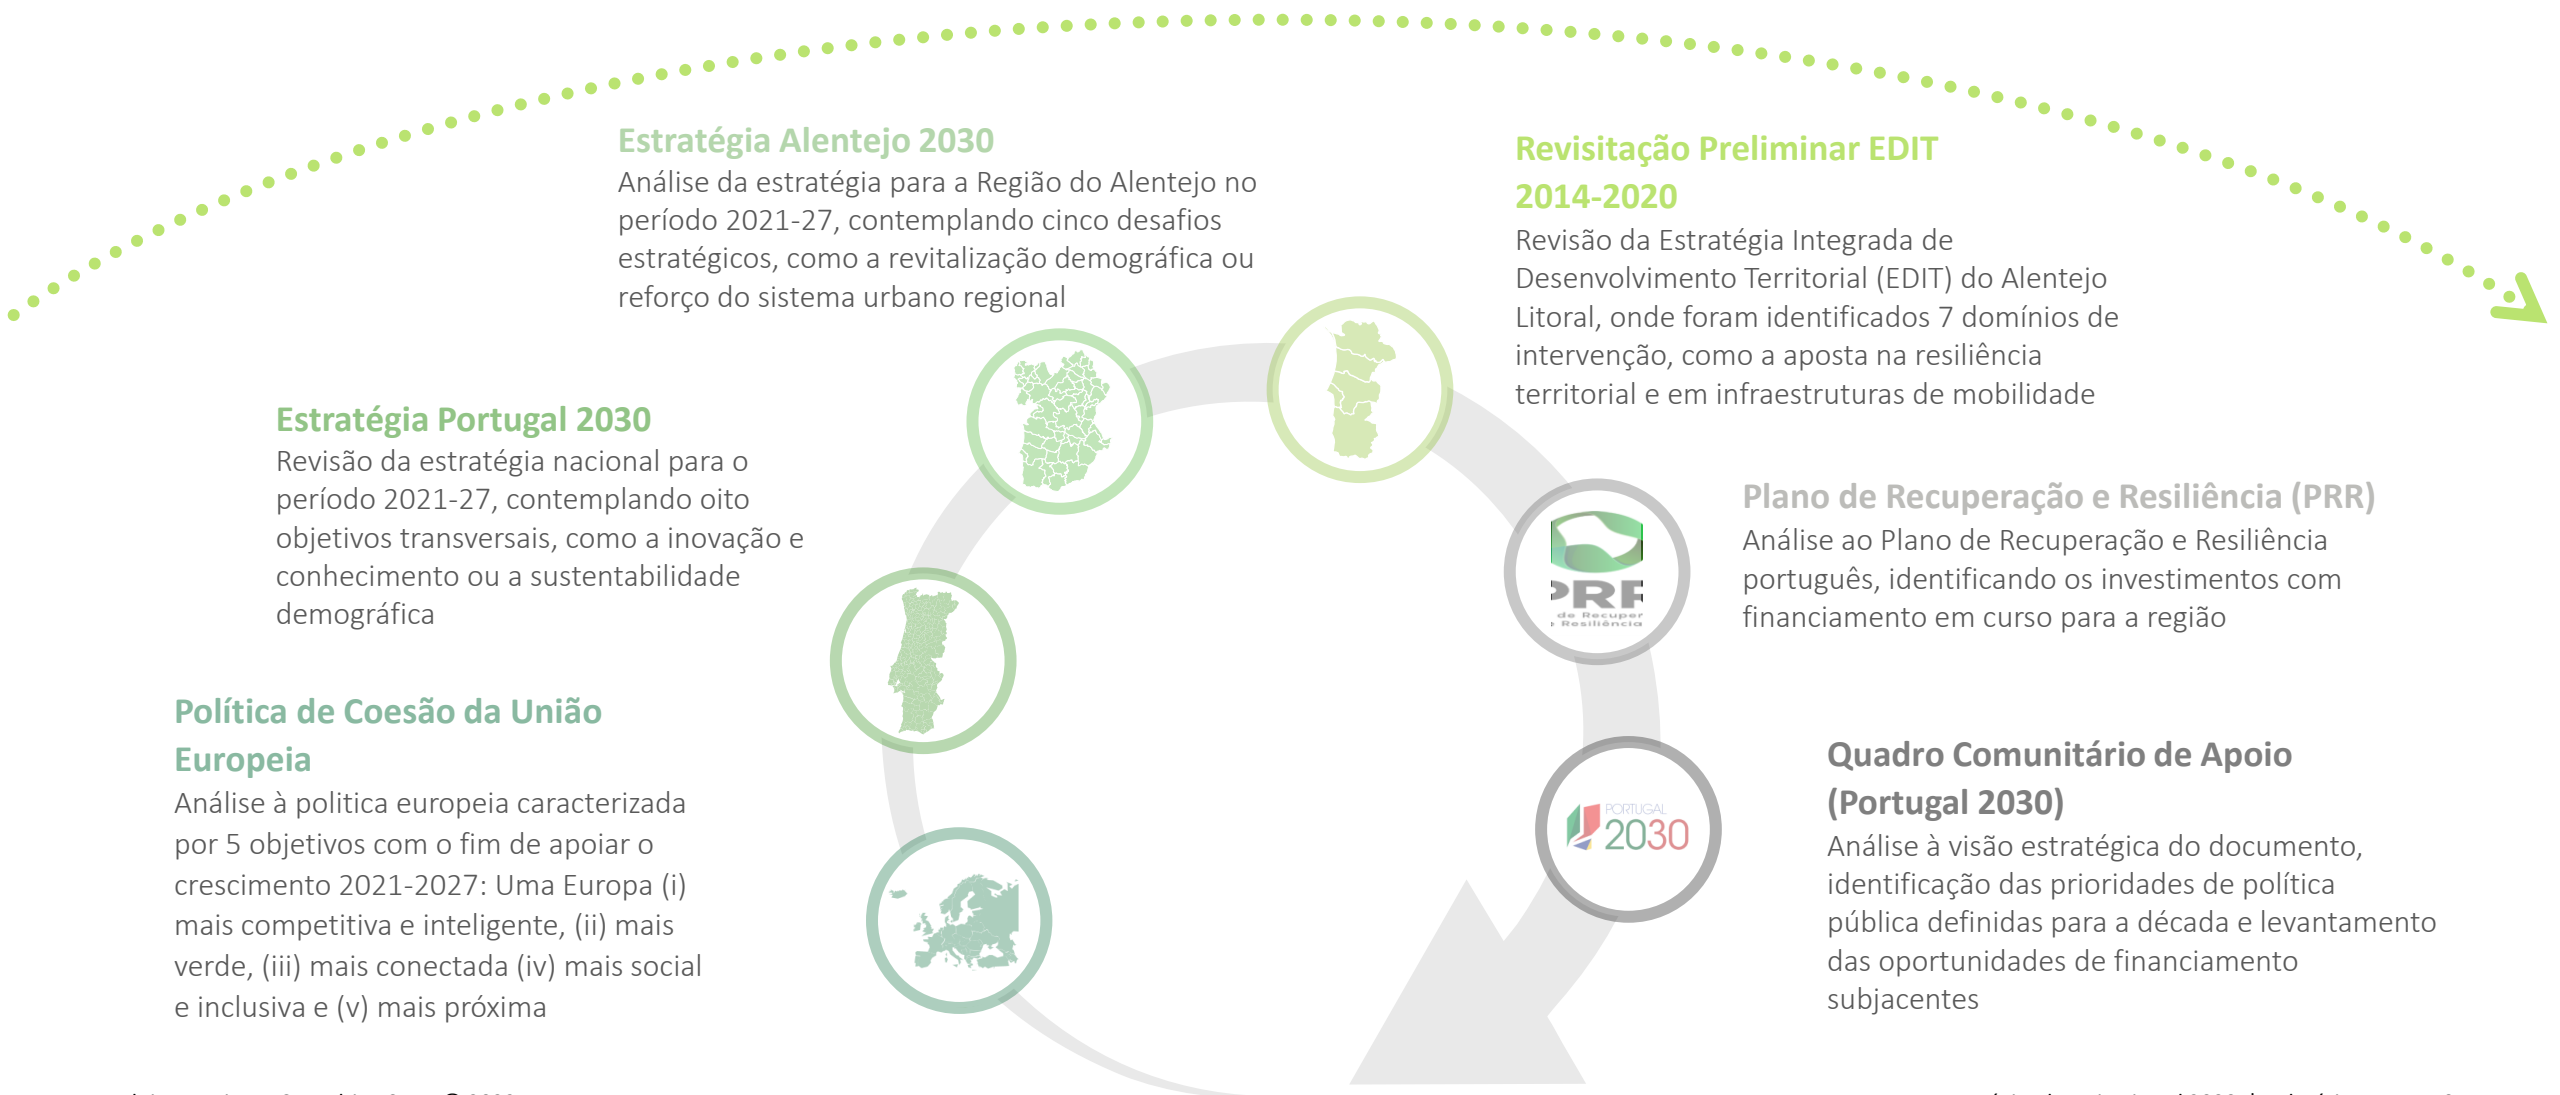 Estratégia Alentejo 2030
Análise da estratégia para a Região do Alentejo no
período 2021-27, contemplando cinco desafios
estratégicos, como a revitalização demográfica ou
reforço do sistema urbano regional
Revisitação Preliminar EDIT
2014-2020
Revisão da Estratégia Integrada de
Desenvolvimento Territorial (EDIT) do Alentejo
Litoral, onde foram identificados 7 domínios de
intervenção, como a aposta na resiliência
territorial e em infraestruturas de mobilidade
Estratégia Portugal 2030
Revisão da estratégia nacional para o
período 2021-27, contemplando oito
objetivos transversais, como a inovação e
conhecimento ou a sustentabilidade
demográfica
Plano de Recuperação e Resiliência (PRR)
Análise ao Plano de Recuperação e Resiliência
português, identificando os investimentos com
financiamento em curso para a região
PRF
de Recuper
Resiliência
Política de Coesão da União
Europeia
Análise à politica europeia caracterizada
por 5 objetivos com o fim de apoiar o
crescimento 2021-2027: Uma Europa (i)
mais competitiva e inteligente, (ii) mais
verde, (iii) mais conectada (iv) mais social
e inclusiva e (v) mais próxima
PORTUGAL
2030
Quadro Comunitário de Apoio
(Portugal 2030)
Análise à visão estratégica do documento,
identificação das prioridades de política
pública definidas para a década e levantamento
das oportunidades de financiamento
subjacentes